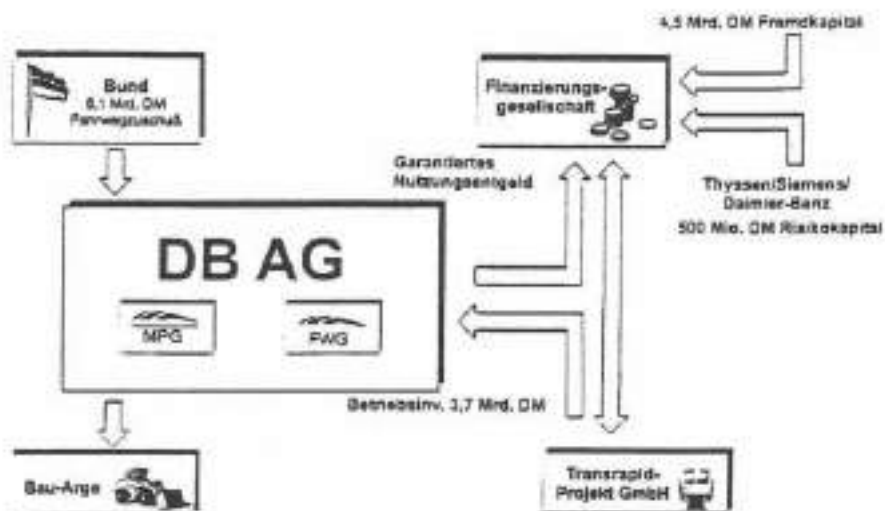 4,5 Mrd. DM Fremdkapital
Bund
6,1 Mrd. DM
Fahrwegzuschuß
Finanzierungs-
gesellschaft
Garantiertes
Nutzungsentgeld
Thyssen/Siemens/
Daimler-Benz
500 Mio. DM Risikokapital
DB AG
MPG
FWG
Betriebsinv. 3,7 Mrd. DM
Bau-Arge
Transrapid-
Projekt GmbH